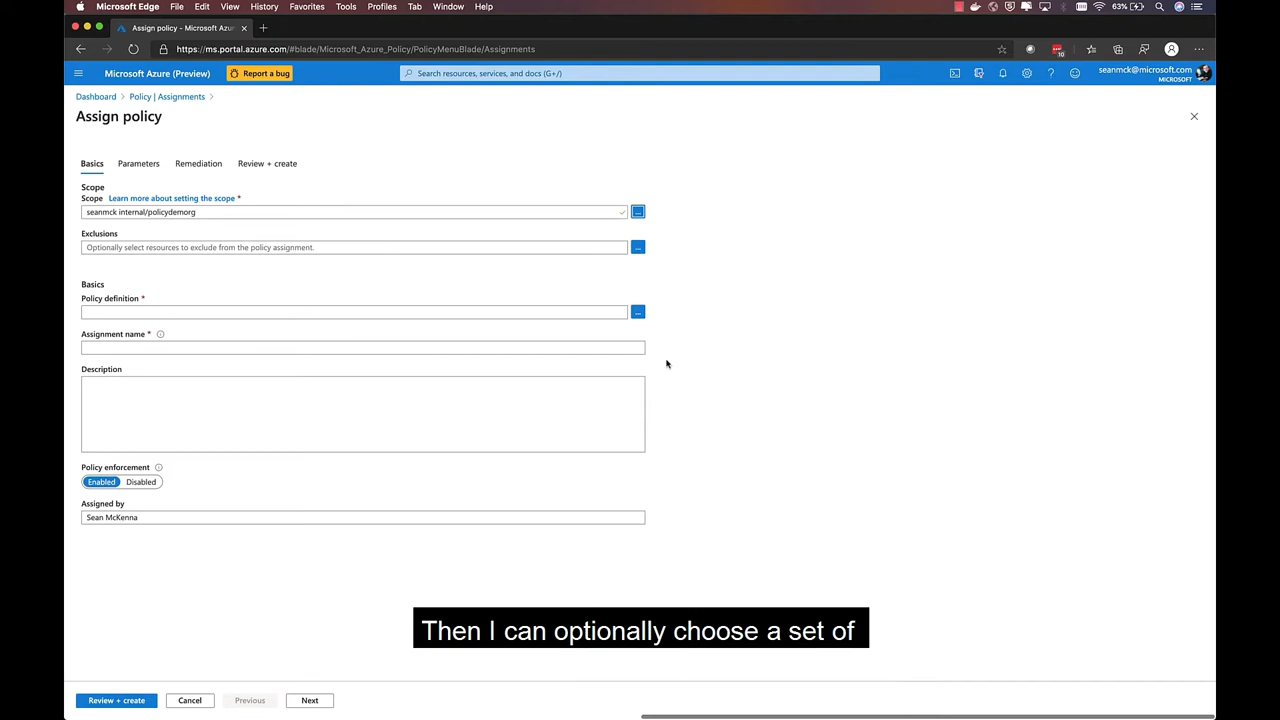 Microsoft Edge File Edit View History Favorites Tools Profiles Tab Window Help
63%
Assign policy - Microsoft Azu
https://ms.portal.azure.com/#blade/Microsoft_Azure_Policy/PolicyMenuBlade/Assignments
10
Microsoft Azure (Preview)
Report a bug
Search resources, services, and docs (G+/)
seanmck@microsoft.com
MICROSOFT
Dashboard > Policy | Assignments >
Assign policy
Basics Parameters Remediation Review + create
Scope
Scope Learn more about setting the scope *
seanmck internal/policydemorg
...
Exclusions
Optionally select resources to exclude from the policy assignment.
...
Basics
Policy definition *
...
Assignment name *
Description
Policy enforcement
Enabled Disabled
Assigned by
Sean McKenna
Then I can optionally choose a set of
Review + create Cancel Previous Next